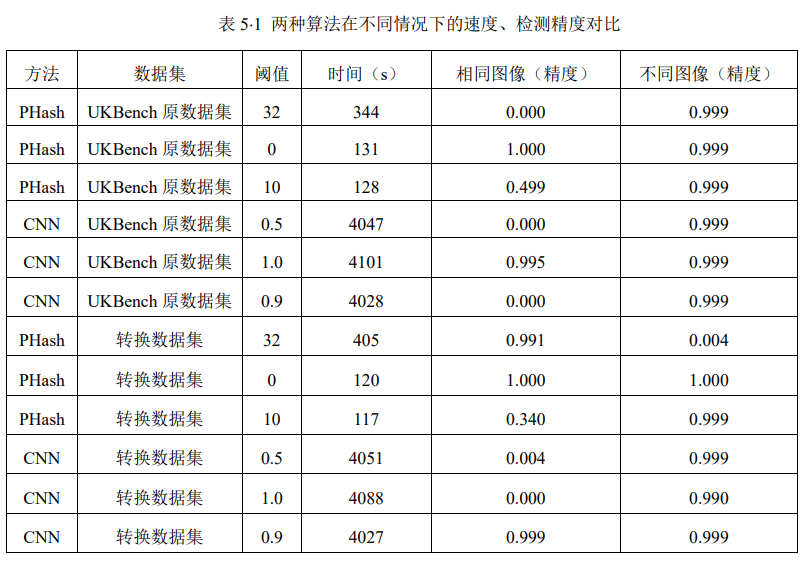 表 5·1 两种算法在不同情况下的速度、检测精度对比
方法 数据集 阈值 时间（s） 相同图像（精度） 不同图像（精度）
PHash UKBench 原数据集 32 344 0.000 0.999
PHash UKBench 原数据集 0 131 1.000 0.999
PHash UKBench 原数据集 10 128 0.499 0.999
CNN UKBench 原数据集 0.5 4047 0.000 0.999
CNN UKBench 原数据集 1.0 4101 0.995 0.999
CNN UKBench 原数据集 0.9 4028 0.000 0.999
PHash 转换数据集 32 405 0.991 0.004
PHash 转换数据集 0 120 1.000 1.000
PHash 转换数据集 10 117 0.340 0.999
CNN 转换数据集 0.5 4051 0.004 0.999
CNN 转换数据集 1.0 4088 0.000 0.990
CNN 转换数据集 0.9 4027 0.999 0.999